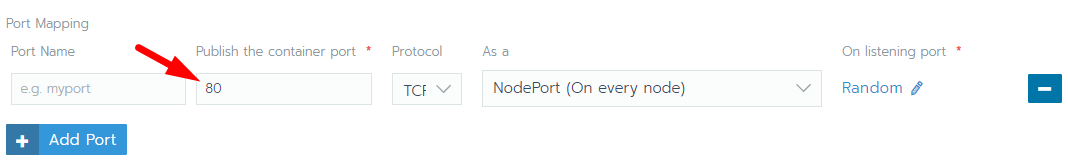 Port Mapping
Port Name Publish the container port * Protocol As a On listening port *
e.g. myport 80 TCP NodePort (On every node) Random
Add Port